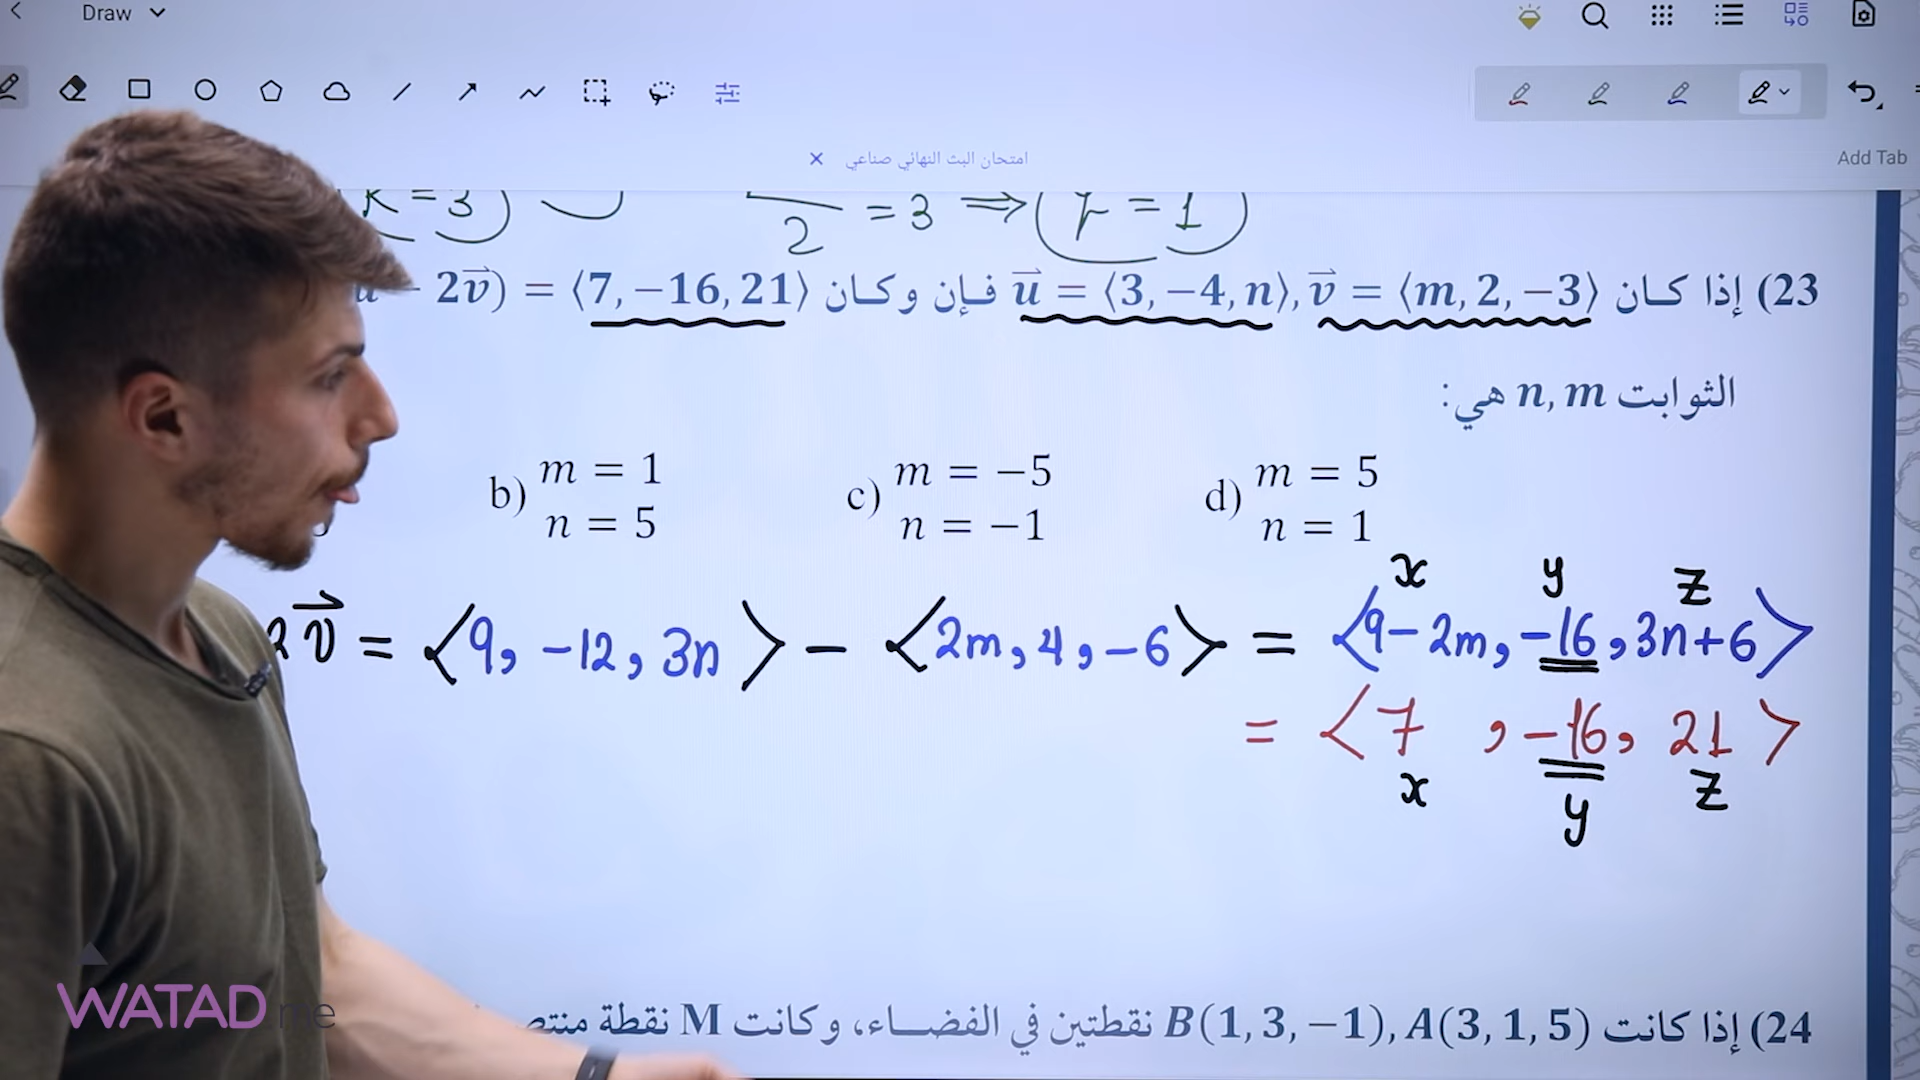 Draw
امتحان البث النهائي صناعي
Add Tab
k = 3
2 = 3 ⇒ r = 1
23) إذا كان v⃗ = ⟨m, 2, −3⟩, u⃗ = ⟨3, −4, n⟩ فإن وكان − 2v⃗) = ⟨7, −16, 21⟩
الثوابت n, m هي:
b) m = 1 c) m = −5 d) m = 5
n = 5 n = −1 n = 1
x y z
2v⃗ = ⟨9, −12, 3n⟩ − ⟨2m, 4, −6⟩ = ⟨9−2m, −16, 3n+6⟩
= ⟨7, −16, 21⟩
x y z
24) إذا كانت A(3, 1, 5), B(1, 3, −1) نقطتين في الفضاء، وكانت M نقطة
WATAD me